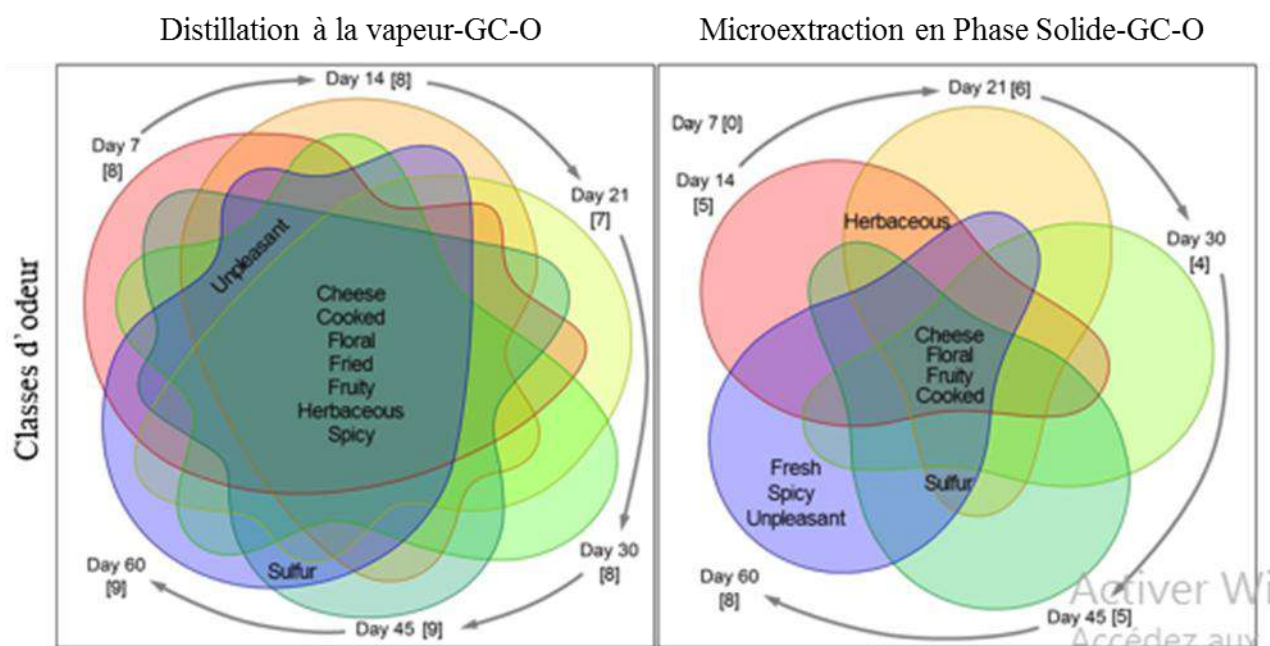 Distillation à la vapeur-GC-O
Microextraction en Phase Solide-GC-O
Classes d`odeur
Day 14 [8]
Day 7
[8]
Day 21
[7]
Unpleasant
Cheese
Cooked
Floral
Fried
Fruity
Herbaceous
Spicy
Sulfur
Day 30
[8]
Day 60
[9]
Day 45 [9]
Day 21 [6]
Day 7 [0]
Day 14
[5]
Herbaceous
Day 30
[4]
Cheese
Floral
Fruity
Cooked
Fresh
Spicy
Unpleasant
Sulfur
Day 60
[8]
Day 45 [5]
Activer Wi
Accédez aux